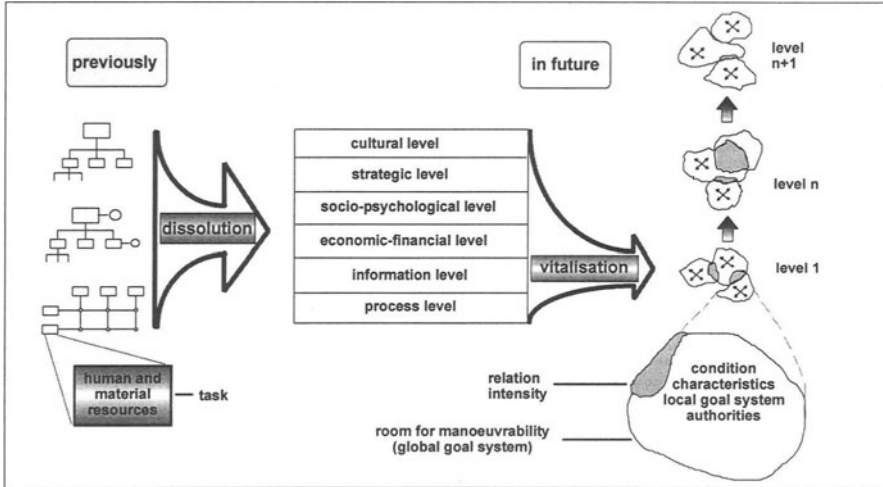 previously
in future
level
n+1
cultural level
strategic level
socio-psychological level
economic-financial level
information level
process level
dissolution
vitalisation
level n
level 1
human and
material
resources
task
relation
intensity
room for manoeuvrability
(global goal system)
condition
characteristics
local goal system
authorities